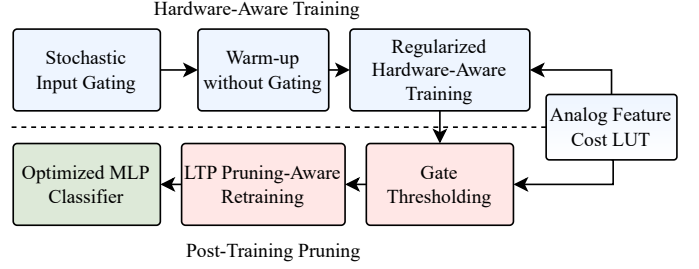 Hardware-Aware Training
Stochastic
Input Gating
Warm-up
without Gating
Regularized
Hardware-Aware
Training
Analog Feature
Cost LUT
Optimized MLP
Classifier
LTP Pruning-Aware
Retraining
Gate
Thresholding
Post-Training Pruning